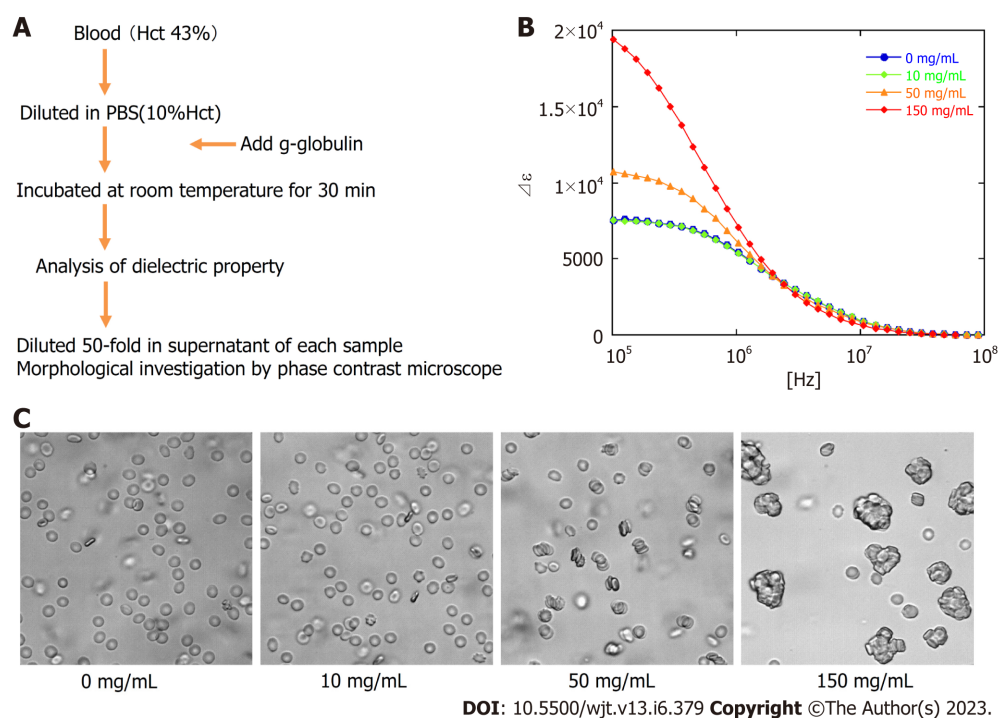 A
Blood (Hct 43%)
Diluted in PBS(10%Hct)
Add g-globulin
Incubated at room temperature for 30 min
Analysis of dielectric property
Diluted 50-fold in supernatant of each sample
Morphological investigation by phase contrast microscope
B
2×10⁴
1.5×10⁴
1×10⁴
5000
0
⊿ε
10⁵ 10⁶ 10⁷ 10⁸
[Hz]
0 mg/mL
10 mg/mL
50 mg/mL
150 mg/mL
C
0 mg/mL 10 mg/mL 50 mg/mL 150 mg/mL
DOI: 10.5500/wjt.v13.i6.379 Copyright ©The Author(s) 2023.